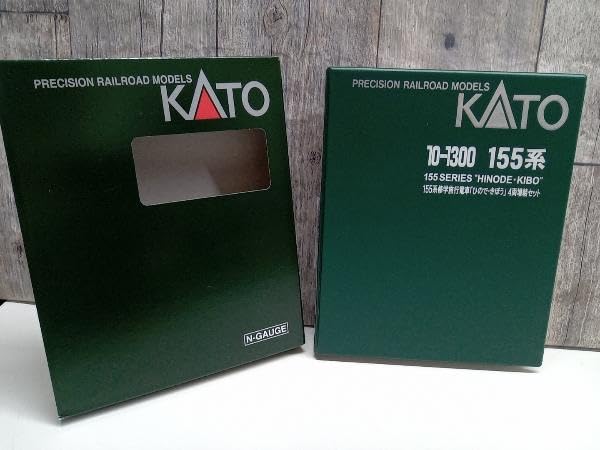 PRECISION RAILROAD MODELS
KATO
N-GAUGE
PRECISION RAILROAD MODELS
KATO
10-1300 155系
155 SERIES "HINODE・KIBO"
155系修学旅行電車「ひので・きぼう」 4両増結セット